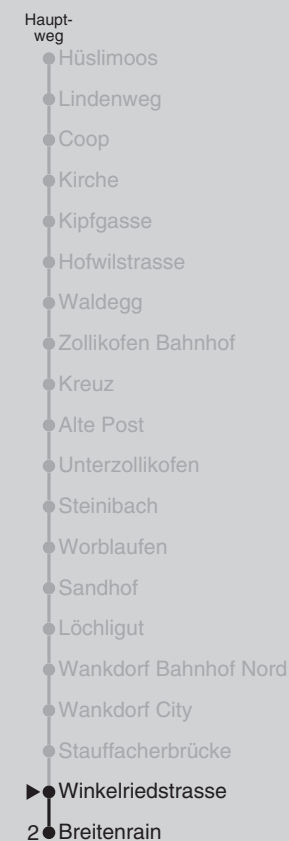 Haupt-
weg
Hüslimoos
Lindenweg
Coop
Kirche
Kipfgasse
Hofwilstrasse
Waldegg
Zollikofen Bahnhof
Kreuz
Alte Post
Unterzollikofen
Steinibach
Worblaufen
Sandhof
Löchligut
Wankdorf Bahnhof Nord
Wankdorf City
Stauffacherbrücke
Winkelriedstrasse
2 Breitenrain